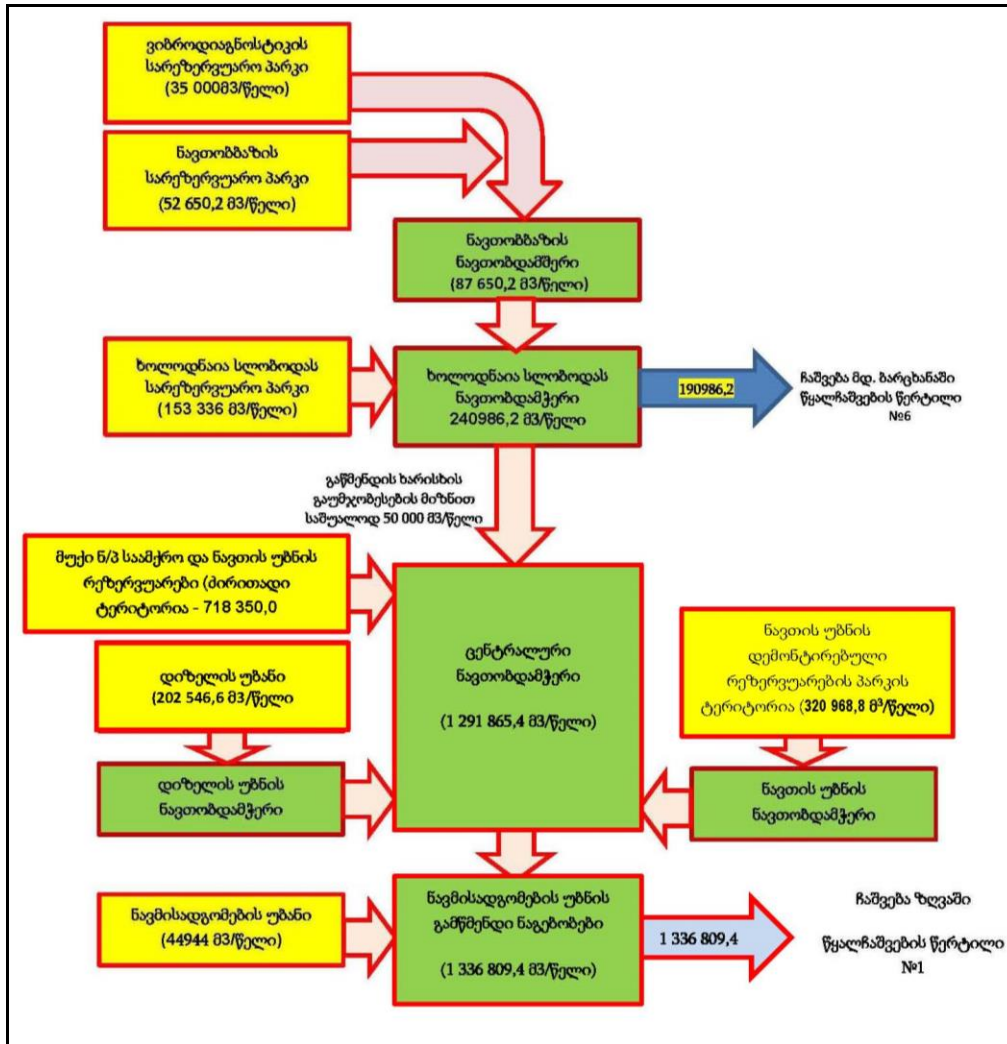 ვიბროდიაგნოსტიკის
სარეზერვუარო პარკი
(35 000მ3/წელი)
ნავთობბაზის
სარეზერვუარო პარკი
(52 650,2 მ3/წელი)
ნავთობბაზის
ნავთობდამშერი
(87 650,2 მ3/წელი)
ხოლოდნაია სლობოდას
სარეზერვუარო პარკი
(153 336 მ3/წელი)
ხოლოდნაია სლობოდას
ნავთობდამჭერი
240986,2 მ3/წელი
190986,2
ჩაშვება მდ. ბარცხანაში
წყალჩაშვების წერტილი
№6
გაწმენდის ხარისხის
გაუმჯობესების მიზნით
საშუალოდ 50 000 მ3/წელი
მუქი ნ/პ საამქრო და ნავთის უბნის
რეზერვუარები (პირითადი
ტერიტორია - 718 350,0
დიზელის უბანი
(202 546,6 მ3/წელი
დიზელის უბნის
ნავთობდამჭერი
ცენტრალური
ნავთობდამჭერი
(1 291 865,4 მ3/წელი)
ნავთის უბნის
დემონტირებული
რეზერვუარების პარკის
ტერიტორია (320 968,8 მ³/წელი)
ნავთის უბნის
ნავთობდამჭერი
ნავმისადგომების უბანი
(44944 მ3/წელი)
ნავმისადგომების უბნის
გამწმენდი ნაგებობები
(1 336 809,4 მ3/წელი)
1 336 809,4
ჩაშვება ზღვაში
წყალჩაშვების წერტილი
№1